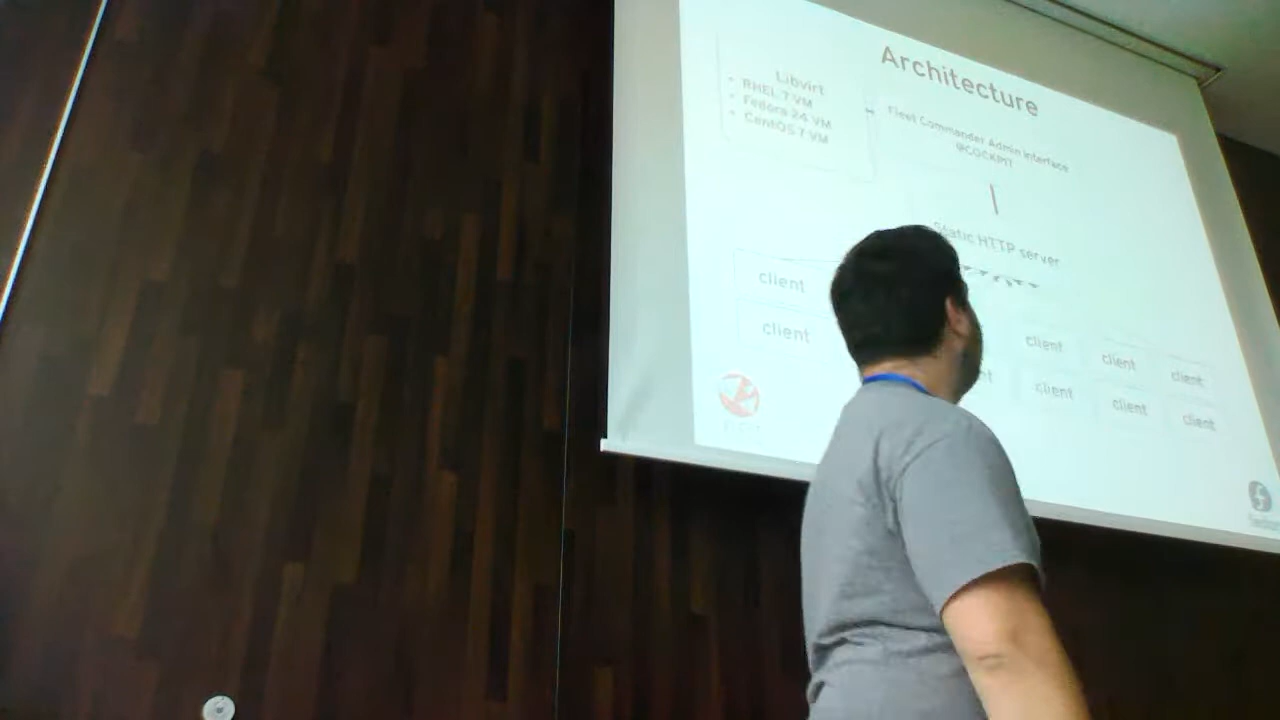 Architecture
Libvirt
• RHEL 7 VM
• Fedora 24 VM
• CentOS 7 VM
Fleet Commander Admin Interface
@COCKPIT
Static HTTP server
client
client
client
client
client
client
client
client